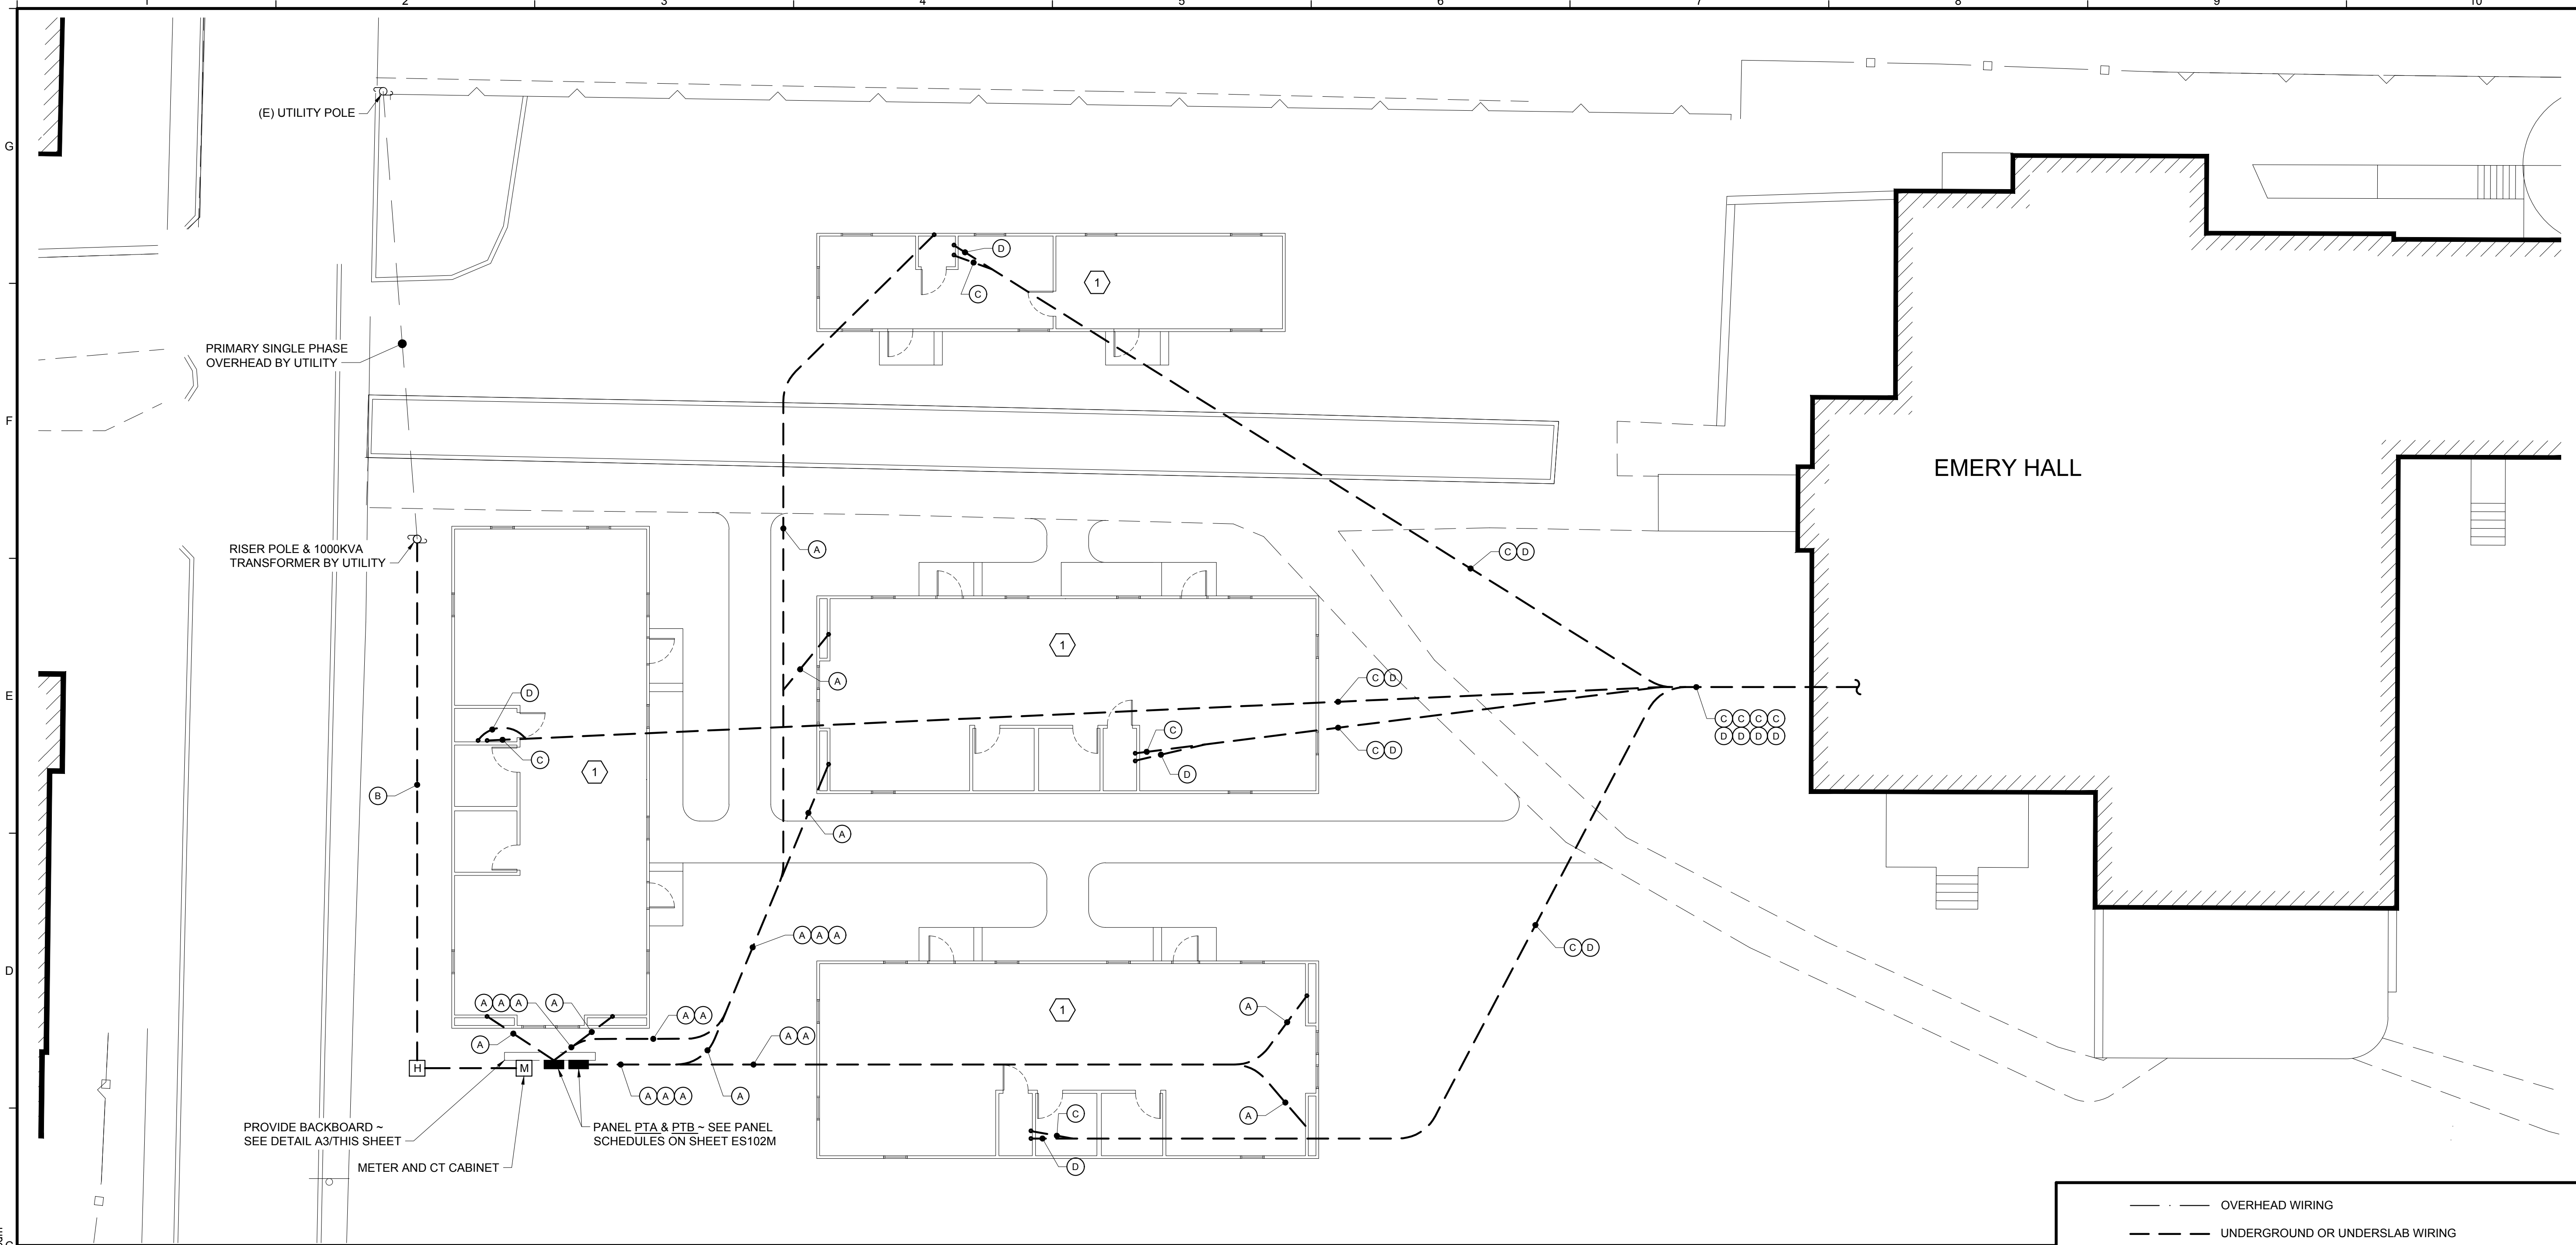 1 2 3 4 5 6 7 8 9 10
G
(E) UTILITY POLE
D
1
C
PRIMARY SINGLE PHASE
OVERHEAD BY UTILITY
F
EMERY HALL
RISER POLE & 1000KVA
TRANSFORMER BY UTILITY
A
C D
1
C D
A
E
D
C C C C
D D D D
C
C D
C
1
D
B
A
A A A
C D
D
A A A A
A A
1
A
A A
A
H M
A A A A
A
C
PROVIDE BACKBOARD ~
SEE DETAIL A3/THIS SHEET
PANEL PTA & PTB ~ SEE PANEL
SCHEDULES ON SHEET ES102M
METER AND CT CABINET
D
OVERHEAD WIRING
UNDERGROUND OR UNDERSLAB WIRING